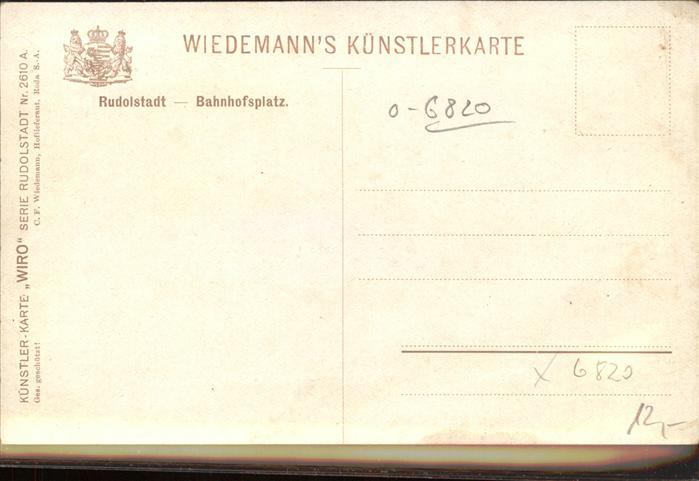 WIEDEMANN'S KÜNSTLERKARTE
Rudolstadt — Bahnhofsplatz.
o-6820
x 6820
12,-
KÜNSTLER-KARTE „WIRO“ SERIE RUDOLSTADT Nr. 2610 A.
Ges. geschützt! C. F. Wiedemann, Hoflieferant, Roda S.-A.